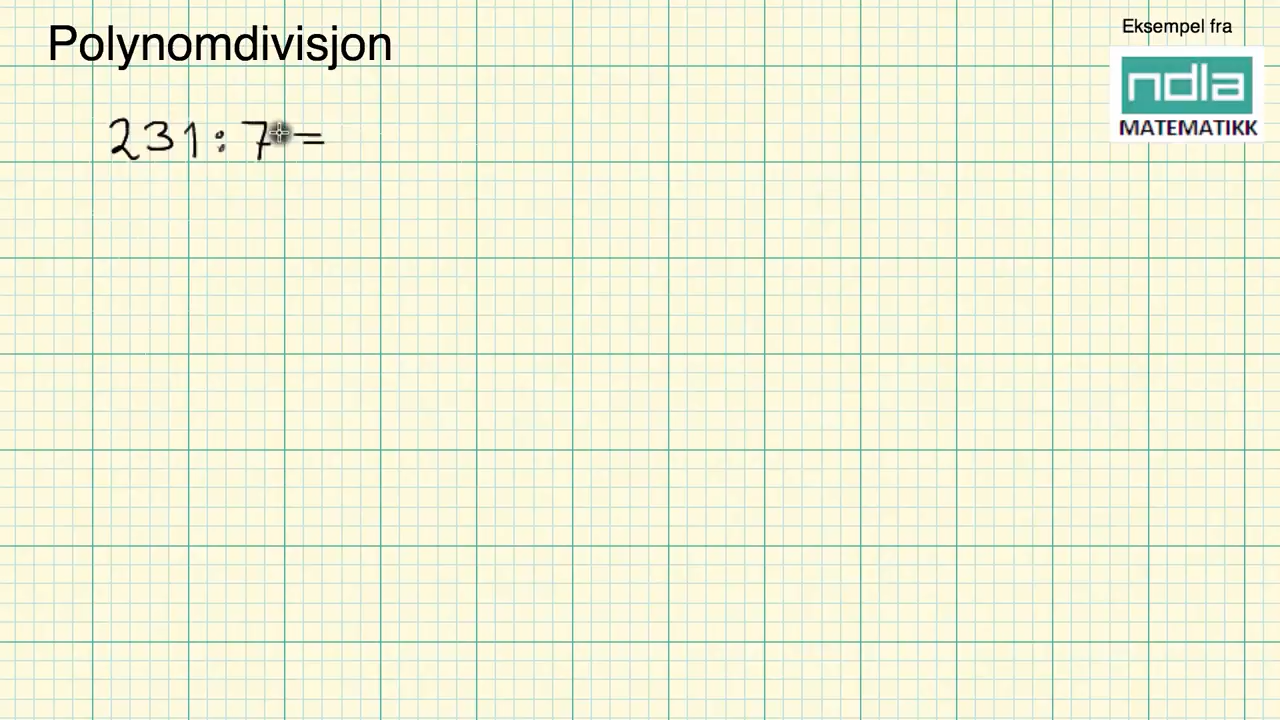 Polynomdivisjon
Eksempel fra
ndla
MATEMATIKK
231:7=